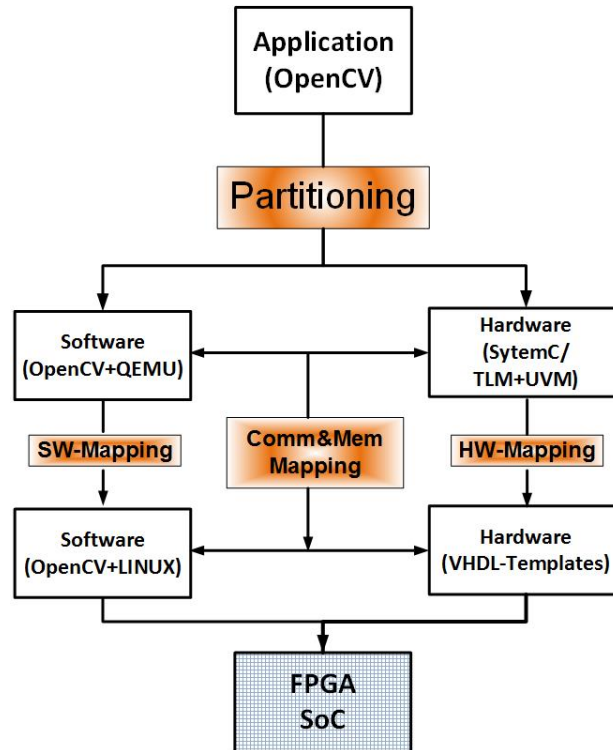 Application
(OpenCV)
Partitioning
Software
(OpenCV+QEMU)
Hardware
(SytemC/
TLM+UVM)
SW-Mapping
Comm&Mem
Mapping
HW-Mapping
Software
(OpenCV+LINUX)
Hardware
(VHDL-Templates)
FPGA
SoC